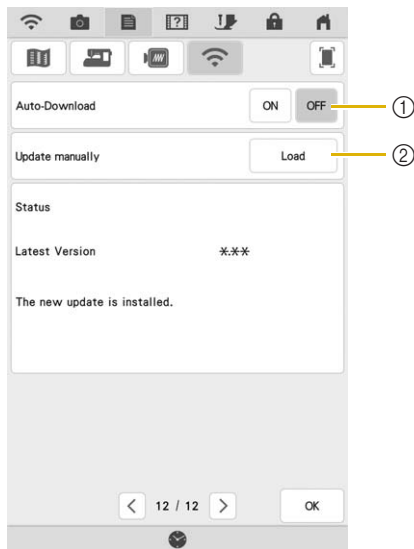 Auto-Download ON OFF ①
Update manually Load ②
Status
Latest Version *.**
The new update is installed.
12 / 12 OK